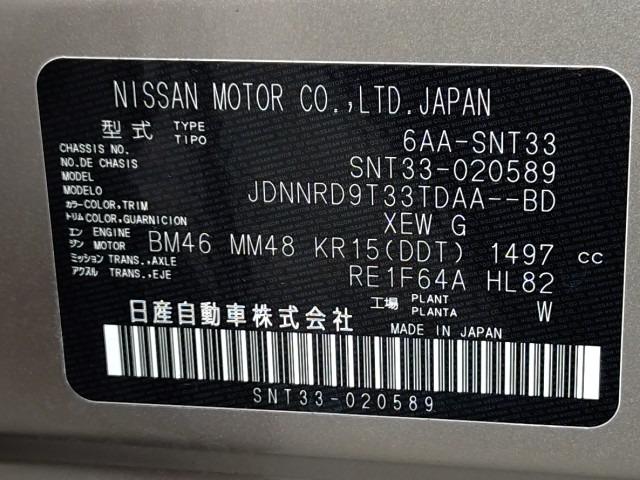 NISSAN MOTOR CO.,LTD.JAPAN
型式 TYPE TIPO 6AA-SNT33
CHASSIS NO. NO.DE CHASIS SNT33-020589
MODEL MODELO JDNNRD9T33TDAA--BD
カラー COLOR,TRIM トリム COLOR,GUARNICION XEW G
エン ENGINE ジン MOTOR BM46 MM48 KR15(DDT) 1497 cc
ミッション TRANS.,AXLE アクスル TRANS.,EJE RE1F64A HL82
日産自動車株式会社 工場 PLANT PLANTA W
MADE IN JAPAN
SNT33-020589